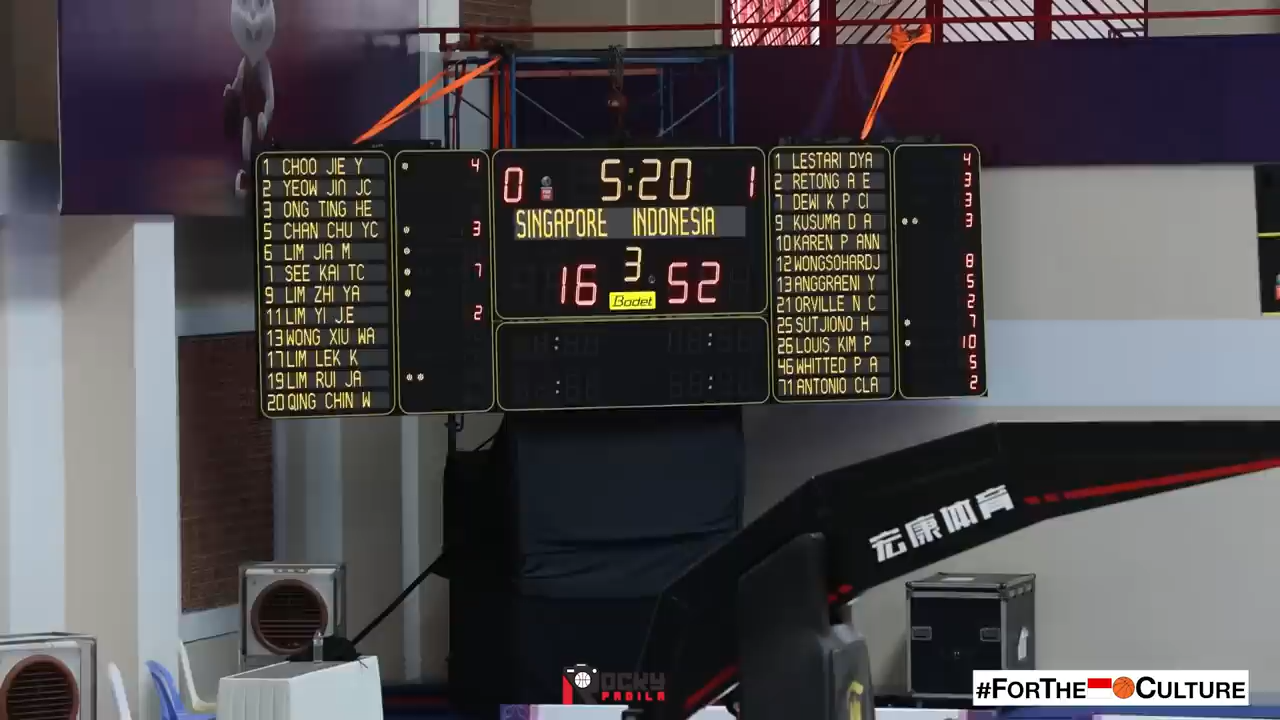 1 CHOO JIE Y 4
2 YEOW JIN JC
3 ONG TING HE
5 CHAN CHU YC 3
6 LIM JIA M
7 SEE KAI TC 7
9 LIM ZHI YA
11 LIM YI J.E 2
13 WONG XIU WA
17 LIM LEK K
19 LIM RUI JA
20 QING CHIN W
0 5:20 1
SINGAPORE INDONESIA
3
16 52
Bodet
1 LESTARI DYA 4
2 RETONG A E 3
7 DEWI K P CI 3
9 KUSUMA D A 3
10 KAREN P ANN
12 WONGSOHARDJ 8
13 ANGGRAENI Y 5
21 ORVILLE N C 2
25 SUTJIONO H 7
26 LOUIS KIM P 10
46 WHITTED P A 5
71 ANTONIO CLA 2
宏康体育
ROCKY
PADILA
#FORTHECULTURE